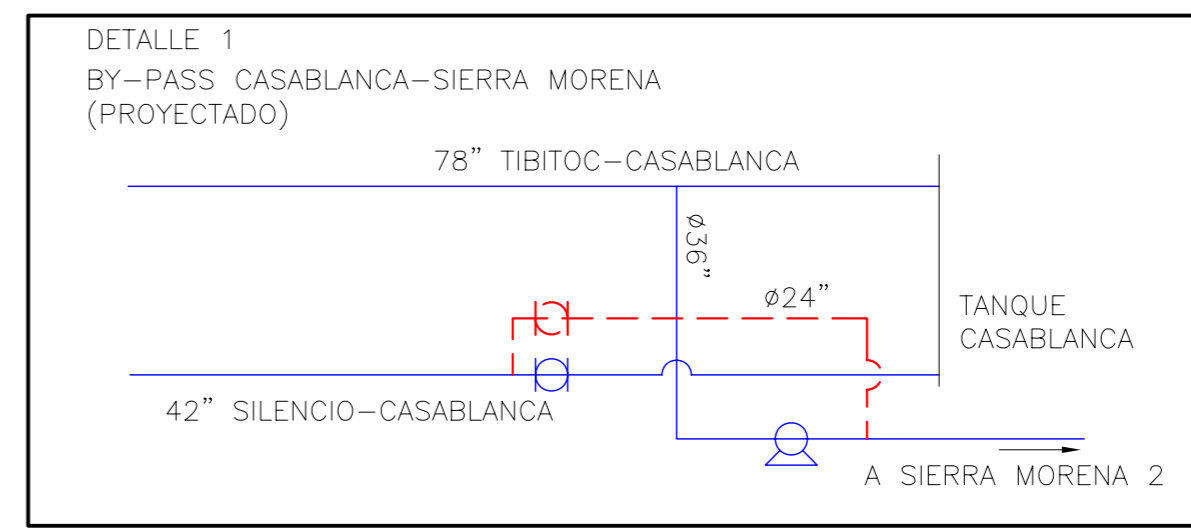 DETALLE 1
BY-PASS CASABLANCA-SIERRA MORENA
(PROYECTADO)
78" TIBITOC-CASABLANCA
ø36"
ø24"
TANQUE
CASABLANCA
42" SILENCIO-CASABLANCA
A SIERRA MORENA 2